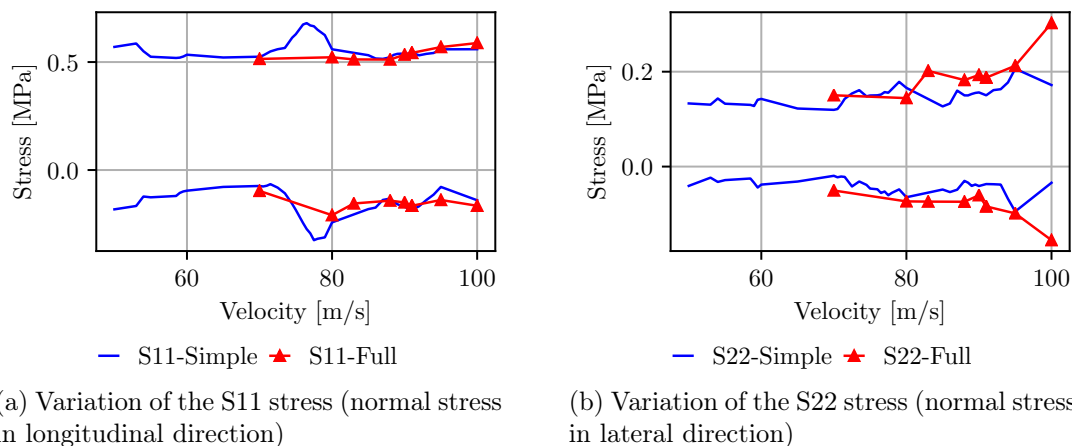 0.5
0.0
Stress [MPa]
60
80
100
Velocity [m/s]
S11-Simple
S11-Full
(a) Variation of the S11 stress (normal stress
in longitudinal direction)
0.2
0.0
Stress [MPa]
60
80
100
Velocity [m/s]
S22-Simple
S22-Full
(b) Variation of the S22 stress (normal stress
in lateral direction)